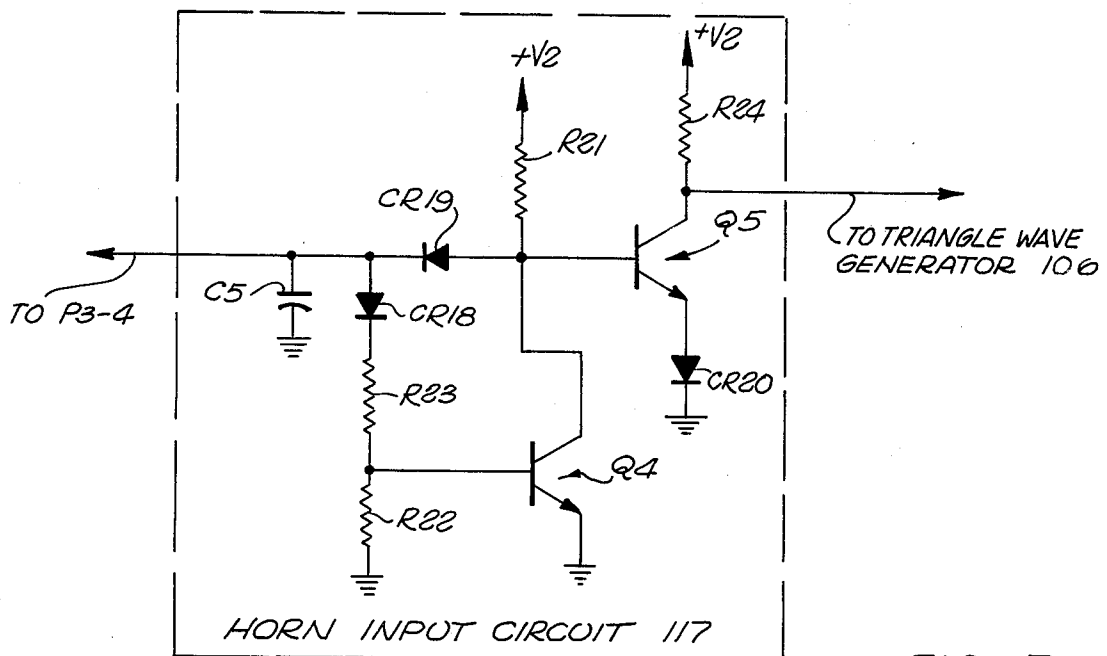 +V2
+V2
R24
R21
CR19
Q5
TO TRIANGLE WAVE
GENERATOR 106
C5
CR18
TO P3-4
CR20
R23
Q4
R22
HORN INPUT CIRCUIT 117